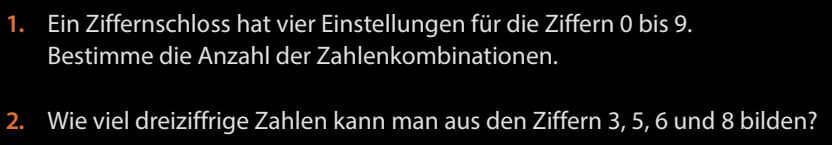 1. Ein Ziffernschloss hat vier Einstellungen für die Ziffern 0 bis 9.
Bestimme die Anzahl der Zahlenkombinationen.
2. Wie viel dreiziffrige Zahlen kann man aus den Ziffern 3, 5, 6 und 8 bilden?